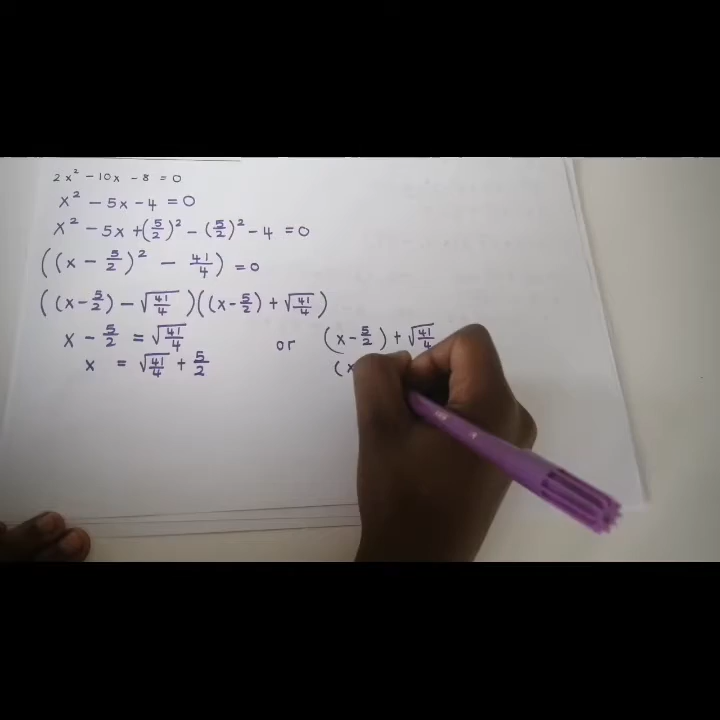 2x² - 10x - 8 = 0
x² - 5x - 4 = 0
x² - 5x + (5/2)² - (5/2)² - 4 = 0
((x - 5/2)² - 41/4) = 0
((x - 5/2) - √41/4)((x - 5/2) + √41/4)
x - 5/2 = √41/4 or (x - 5/2) + √41/4
x = √41/4 + 5/2 (x